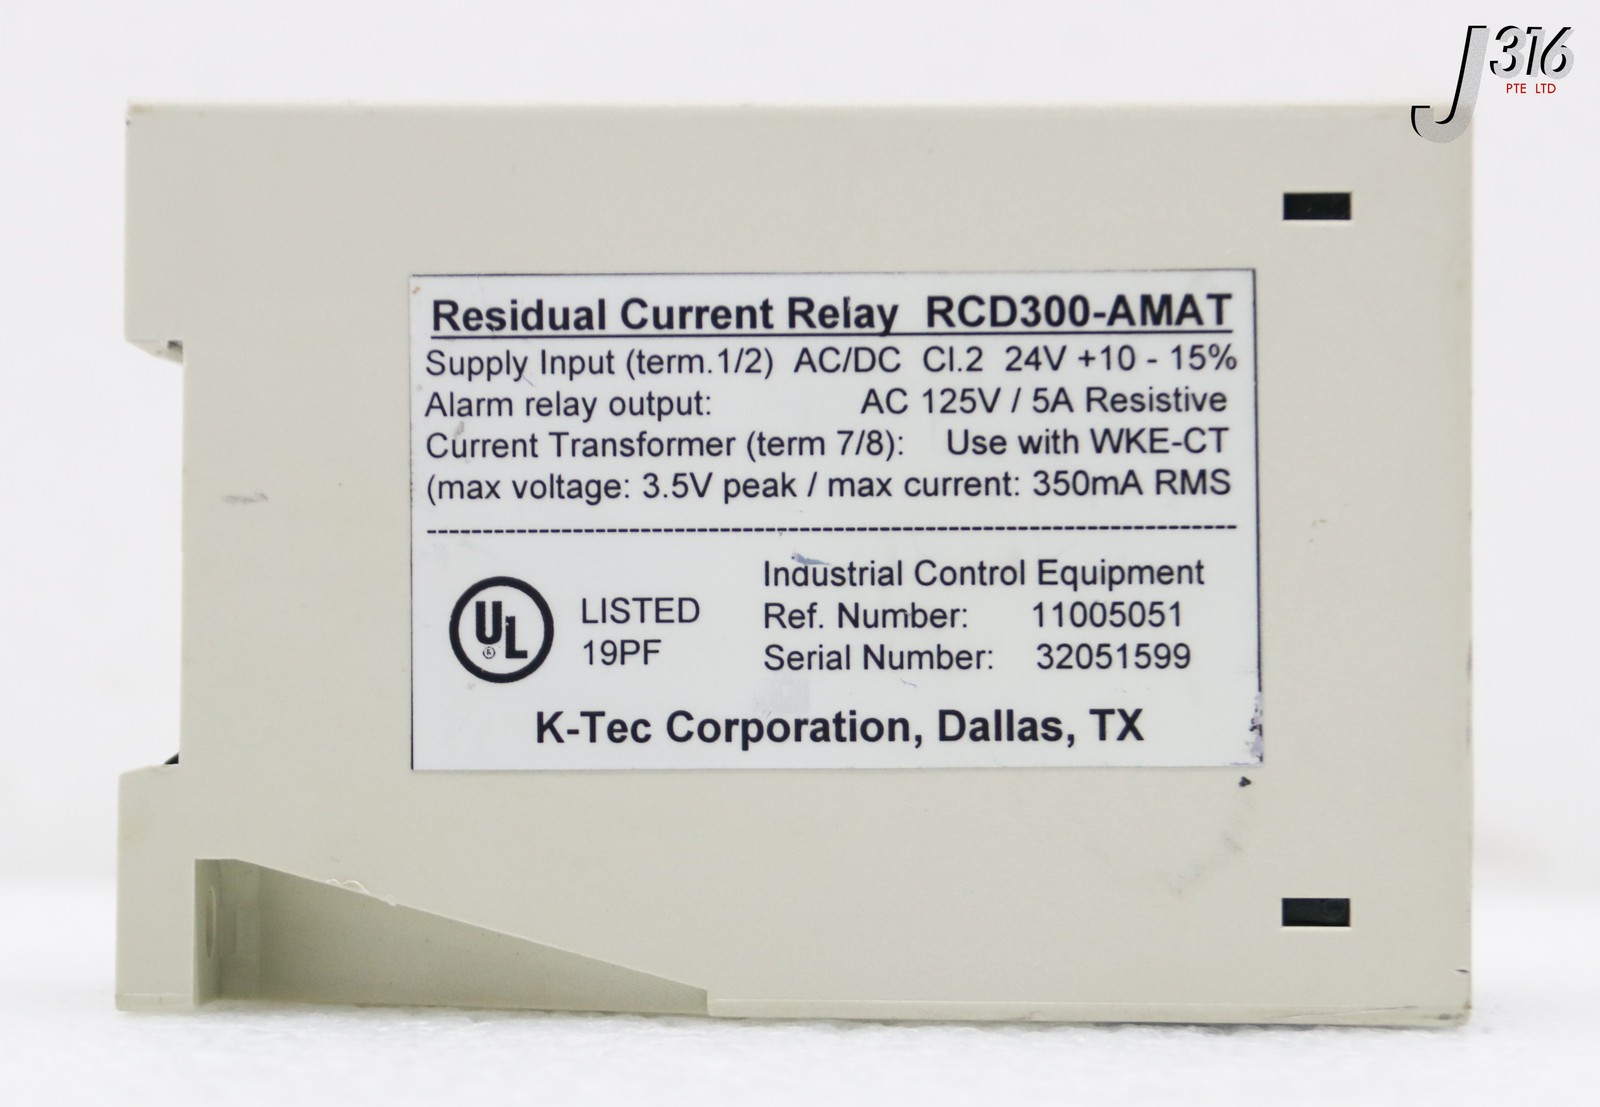 J316
PTE LTD
Residual Current Relay RCD300-AMAT
Supply Input (term.1/2) AC/DC Cl.2 24V +10 - 15%
Alarm relay output: AC 125V / 5A Resistive
Current Transformer (term 7/8): Use with WKE-CT
(max voltage: 3.5V peak / max current: 350mA RMS
--------------------------------------------------------------------------------
Industrial Control Equipment
UL ® LISTED Ref. Number: 11005051
19PF Serial Number: 32051599
K-Tec Corporation, Dallas, TX